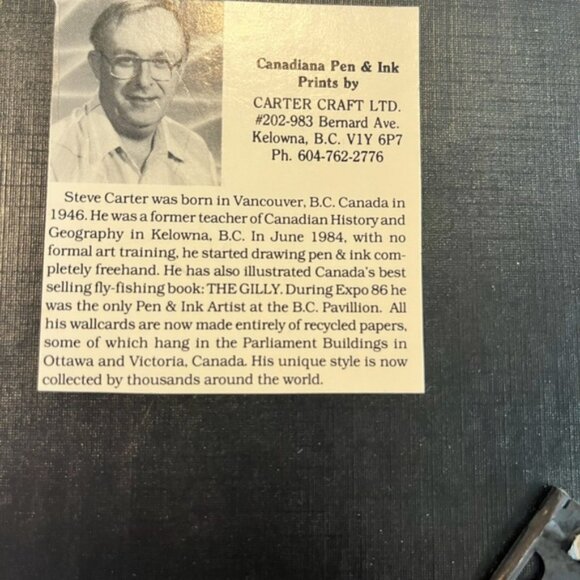 Canadiana Pen & Ink
Prints by
CARTER CRAFT LTD.
#202-983 Bernard Ave.
Kelowna, B.C. V1Y 6P7
Ph. 604-762-2776
Steve Carter was born in Vancouver, B.C. Canada in
1946. He was a former teacher of Canadian History and
Geography in Kelowna, B.C. In June 1984, with no
formal art training, he started drawing pen & ink com-
pletely freehand. He has also illustrated Canada's best
selling fly-fishing book: THE GILLY. During Expo 86 he
was the only Pen & Ink Artist at the B.C. Pavillion. All
his wallcards are now made entirely of recycled papers,
some of which hang in the Parliament Buildings in
Ottawa and Victoria, Canada. His unique style is now
collected by thousands around the world.